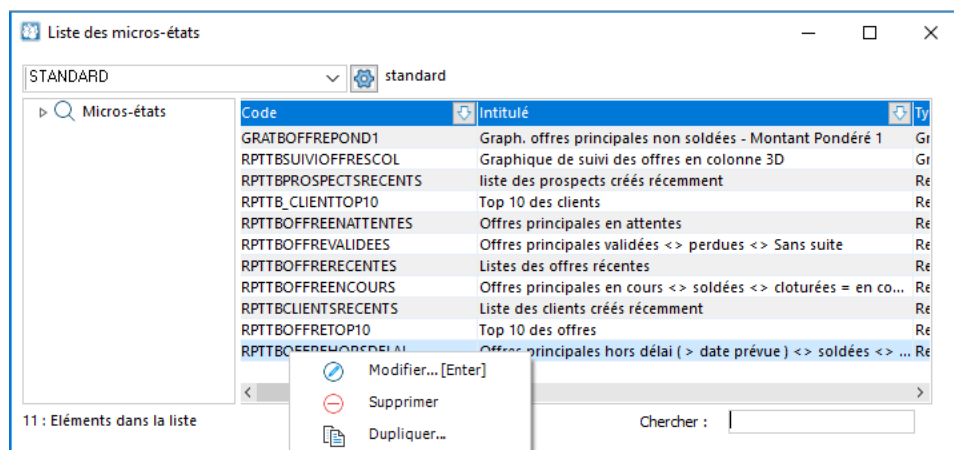 Liste des micros-états
STANDARD standard
Micros-états
Code Intitulé Ty
GRATBOFFREPOND1 Graph. offres principales non soldées - Montant Pondéré 1 Gr
RPTTBSUIVIOFFRESCOL Graphique de suivi des offres en colonne 3D Gr
RPTTBPROSPECTSRECENTS liste des prospects créés récemment Re
RPTTB_CLIENTTOP10 Top 10 des clients Re
RPTTBOFFREENATTENTES Offres principales en attentes Re
RPTTBOFFREVALIDEES Offres principales validées <> perdues <> Sans suite Re
RPTTBOFFRERECENTES Listes des offres récentes Re
RPTTBOFFREENCOURS Offres principales en cours <> soldées <> cloturées = en co... Re
RPTTBCLIENTSRECENTS Liste des clients créés récemment Re
RPTTBOFFRETOP10 Top 10 des offres Re
RPTTBOFFREHORSDELAI Offres principales hors délai ( > date prévue ) <> soldées <> ... Re
Modifier... [Enter]
Supprimer
Dupliquer...
11 : Eléments dans la liste
Chercher :